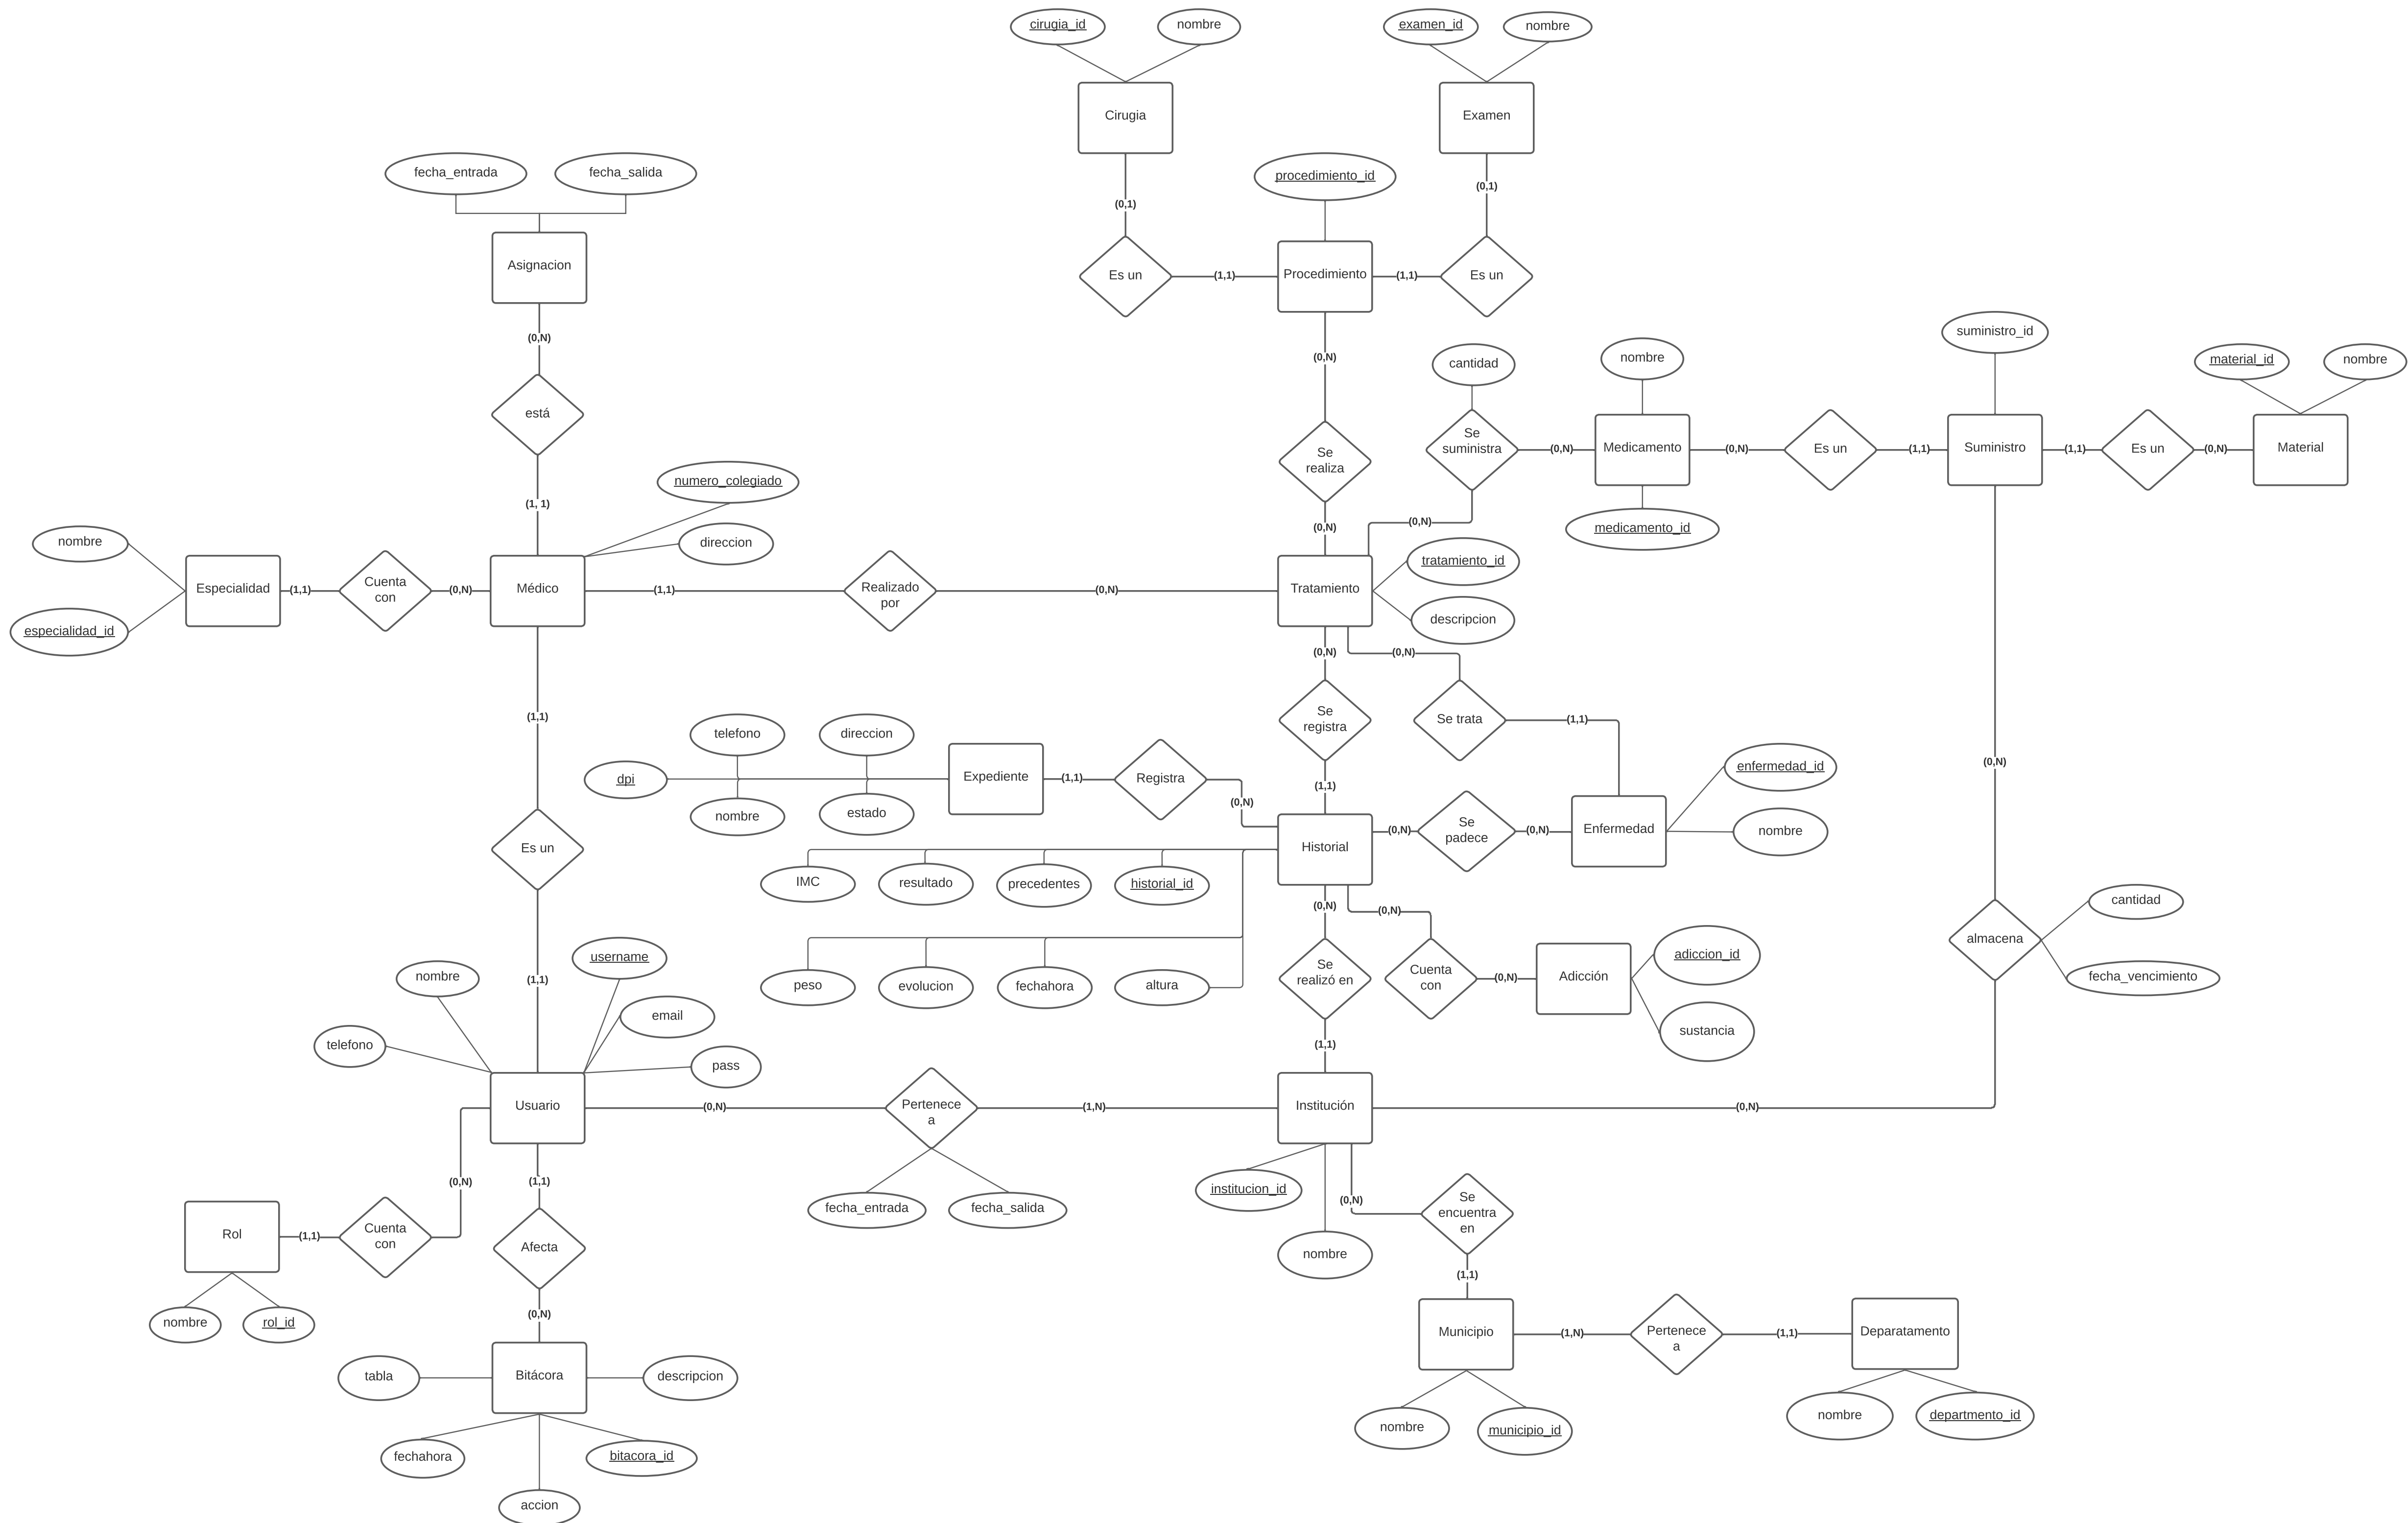 cirugia_id
nombre
examen_id
nombre
Cirugia
Examen
fecha_entrada
fecha_salida
procedimiento_id
(0,1)
(0,1)
Asignacion
Es un
(1,1)
Procedimiento
(1,1)
Es un
(0,N)
(0,N)
suministro_id
nombre
cantidad
material_id
nombre
está
Se
realiza
Se
suministra
(0,N)
Medicamento
(0,N)
Es un
(1,1)
Suministro
(1,1)
Es un
(0,N)
Material
numero_colegiado
(1, 1)
(0,N)
(0,N)
medicamento_id
nombre
direccion
tratamiento_id
Especialidad
(1,1)
Cuenta
con
(0,N)
Médico
(1,1)
Realizado
por
(0,N)
Tratamiento
descripcion
especialidad_id
(0,N)
(0,N)
(1,1)
Se
registra
Se trata
(1,1)
telefono
direccion
dpi
Expediente
(1,1)
Registra
(1,1)
enfermedad_id
nombre
estado
(0,N)
Historial
(0,N)
Se
padece
(0,N)
Enfermedad
nombre
Es un
IMC
resultado
precedentes
historial_id
(0,N)
(0,N)
(0,N)
cantidad
almacena
nombre
username
(1,1)
Se
realizó en
Cuenta
con
(0,N)
Adicción
adiccion_id
fecha_vencimiento
peso
evolucion
fechahora
altura
email
sustancia
telefono
(1,1)
pass
Usuario
(0,N)
Pertenece
a
(1,N)
Institución
(0,N)
(0,N)
(1,1)
institucion_id
(0,N)
Se
encuentra
en
fecha_entrada
fecha_salida
Rol
(1,1)
Cuenta
con
Afecta
nombre
(1,1)
nombre
rol_id
(0,N)
Municipio
(1,N)
Pertenece
a
(1,1)
Deparatamento
tabla
Bitácora
descripcion
nombre
municipio_id
nombre
departmento_id
fechahora
bitacora_id
accion